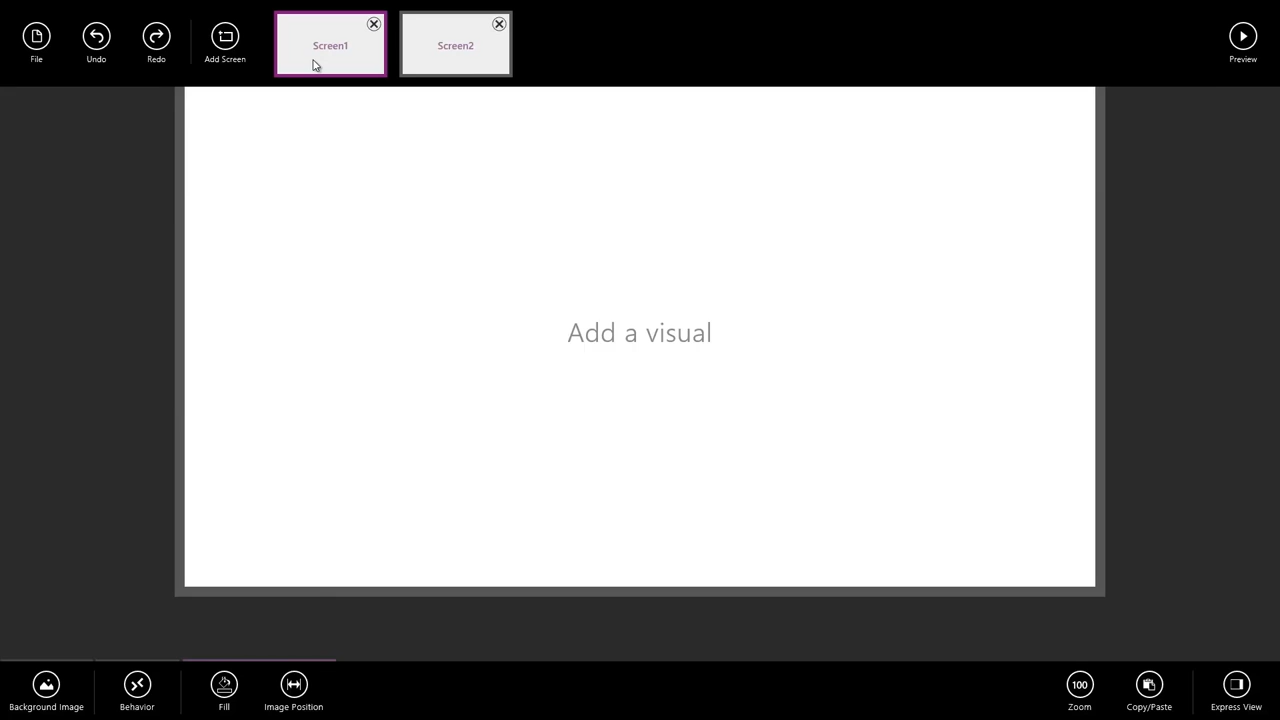 File
Undo
Redo
Add Screen
Screen1
Screen2
Preview
Add a visual
Background Image
Behavior
Fill
Image Position
100
Zoom
Copy/Paste
Express View